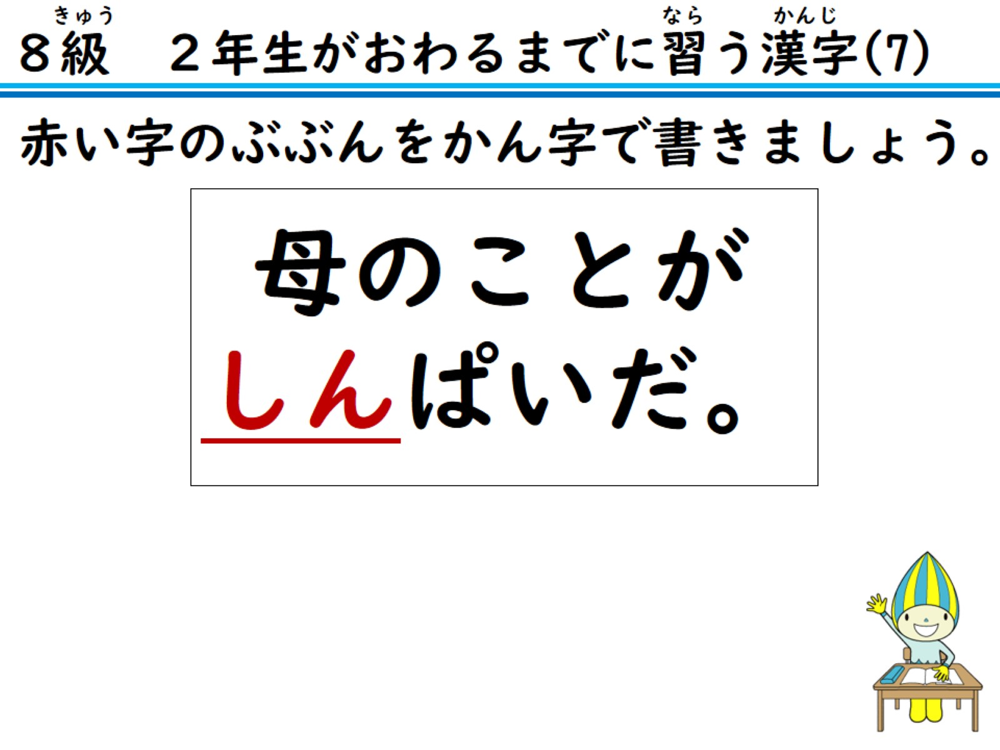 きゅう なら かんじ
８級　２年生がおわるまでに習う漢字(7)
赤い字のぶぶんをかん字で書きましょう。
母のことが
しんぱいだ。